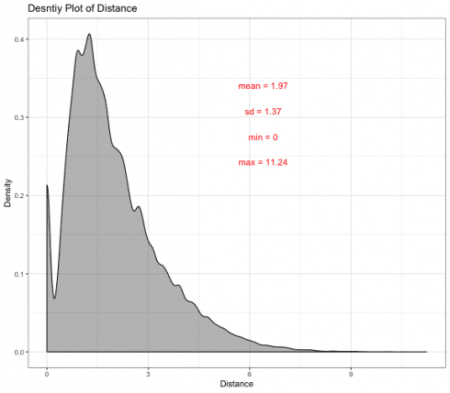 Desntiy Plot of Distance
0.4
mean = 1.97
0.3
sd = 1.37
min = 0
max = 11.24
0.2
Density
0.1
0.0
0
3
6
9
Distance